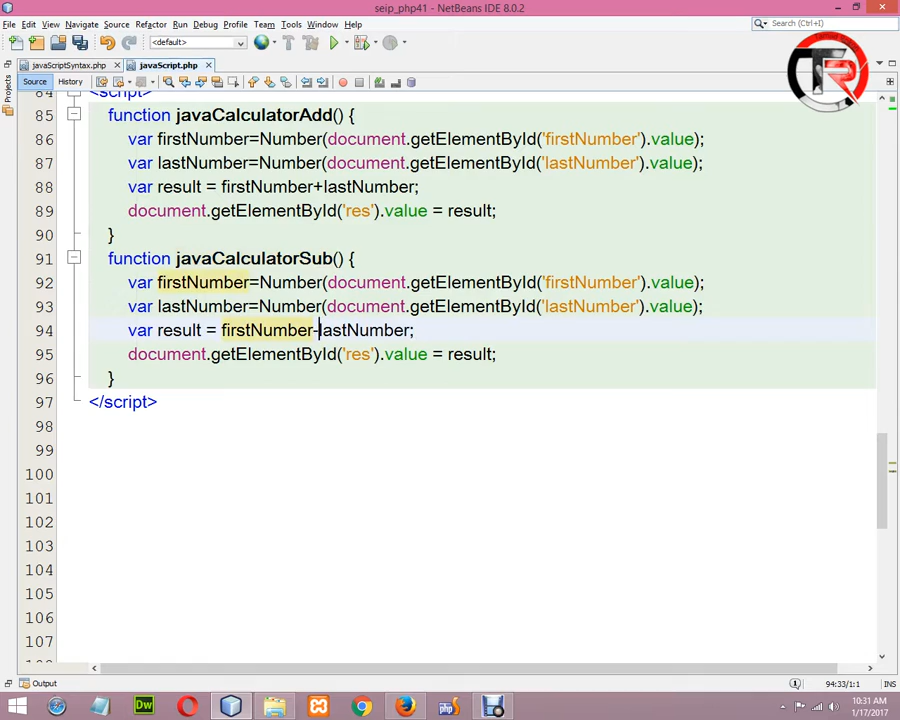 seip_php41 - NetBeans IDE 8.0.2
File Edit View Navigate Source Refactor Run Debug Profile Team Tools Window Help
Search (Ctrl+I)
<default>
javaScriptSyntax.php
javaScript.php
Source History
Projects
84 <script>
85 function javaCalculatorAdd() {
86 var firstNumber=Number(document.getElementById('firstNumber').value);
87 var lastNumber=Number(document.getElementById('lastNumber').value);
88 var result = firstNumber+lastNumber;
89 document.getElementById('res').value = result;
90 }
91 function javaCalculatorSub() {
92 var firstNumber=Number(document.getElementById('firstNumber').value);
93 var lastNumber=Number(document.getElementById('lastNumber').value);
94 var result = firstNumber-lastNumber;
95 document.getElementById('res').value = result;
96 }
97 </script>
98
99
100
101
102
103
104
105
106
107
Output
94:33/1:1 INS
Dw
php
10:31 AM
1/17/2017